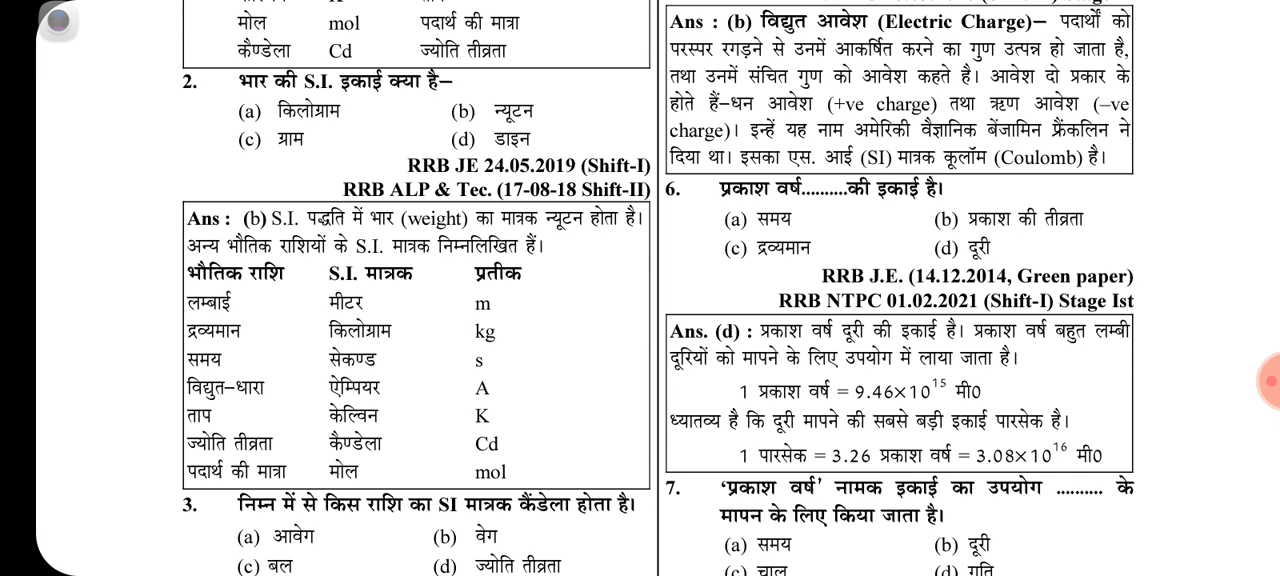 मोल mol पदार्थ की मात्रा
कैण्डेला Cd ज्योति तीव्रता
2. भार की S.I. इकाई क्या है–
(a) किलोग्राम (b) न्यूटन
(c) ग्राम (d) डाइन
RRB JE 24.05.2019 (Shift-I)
RRB ALP & Tec. (17-08-18 Shift-II)
Ans : (b) S.I. पद्धति में भार (weight) का मात्रक न्यूटन होता है।
अन्य भौतिक राशियों के S.I. मात्रक निम्नलिखित हैं।
भौतिक राशि S.I. मात्रक प्रतीक
लम्बाई मीटर m
द्रव्यमान किलोग्राम kg
समय सेकण्ड s
विद्युत–धारा ऐम्पियर A
ताप केल्विन K
ज्योति तीव्रता कैण्डेला Cd
पदार्थ की मात्रा मोल mol
3. निम्न में से किस राशि का SI मात्रक कैंडेला होता है।
(a) आवेग (b) वेग
(c) बल (d) ज्योति तीव्रता
Ans : (b) विद्युत आवेश (Electric Charge)– पदार्थों को
परस्पर रगड़ने से उनमें आकर्षित करने का गुण उत्पन्न हो जाता है,
तथा उनमें संचित गुण को आवेश कहते है। आवेश दो प्रकार के
होते हैं–धन आवेश (+ve charge) तथा ऋण आवेश (–ve
charge)। इन्हें यह नाम अमेरिकी वैज्ञानिक बेंजामिन फ्रैंकलिन ने
दिया था। इसका एस. आई (SI) मात्रक कूलॉम (Coulomb) है।
6. प्रकाश वर्ष..........की इकाई है।
(a) समय (b) प्रकाश की तीव्रता
(c) द्रव्यमान (d) दूरी
RRB J.E. (14.12.2014, Green paper)
RRB NTPC 01.02.2021 (Shift-I) Stage Ist
Ans. (d) : प्रकाश वर्ष दूरी की इकाई है। प्रकाश वर्ष बहुत लम्बी
दूरियों को मापने के लिए उपयोग में लाया जाता है।
1 प्रकाश वर्ष = 9.46×10¹⁵ मी0
ध्यातव्य है कि दूरी मापने की सबसे बड़ी इकाई पारसेक है।
1 पारसेक = 3.26 प्रकाश वर्ष = 3.08×10¹⁶ मी0
7. ‘प्रकाश वर्ष’ नामक इकाई का उपयोग .......... के
मापन के लिए किया जाता है।
(a) समय (b) दूरी
(c) चाल (d) गति